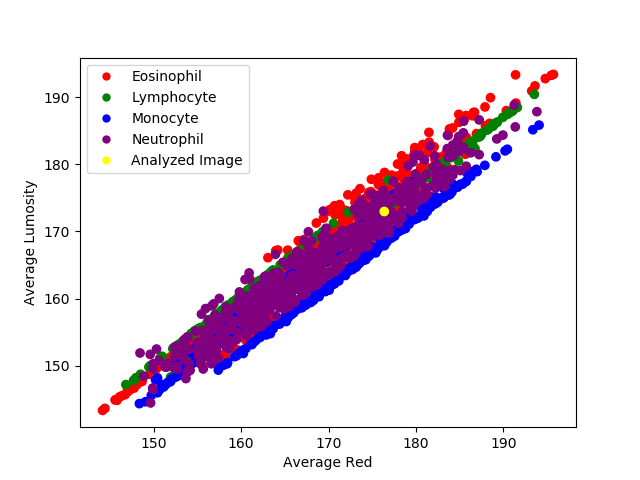 Eosinophil
Lymphocyte
Monocyte
Neutrophil
Analyzed Image
190
180
170
160
150
Average Lumosity
150 160 170 180 190
Average Red